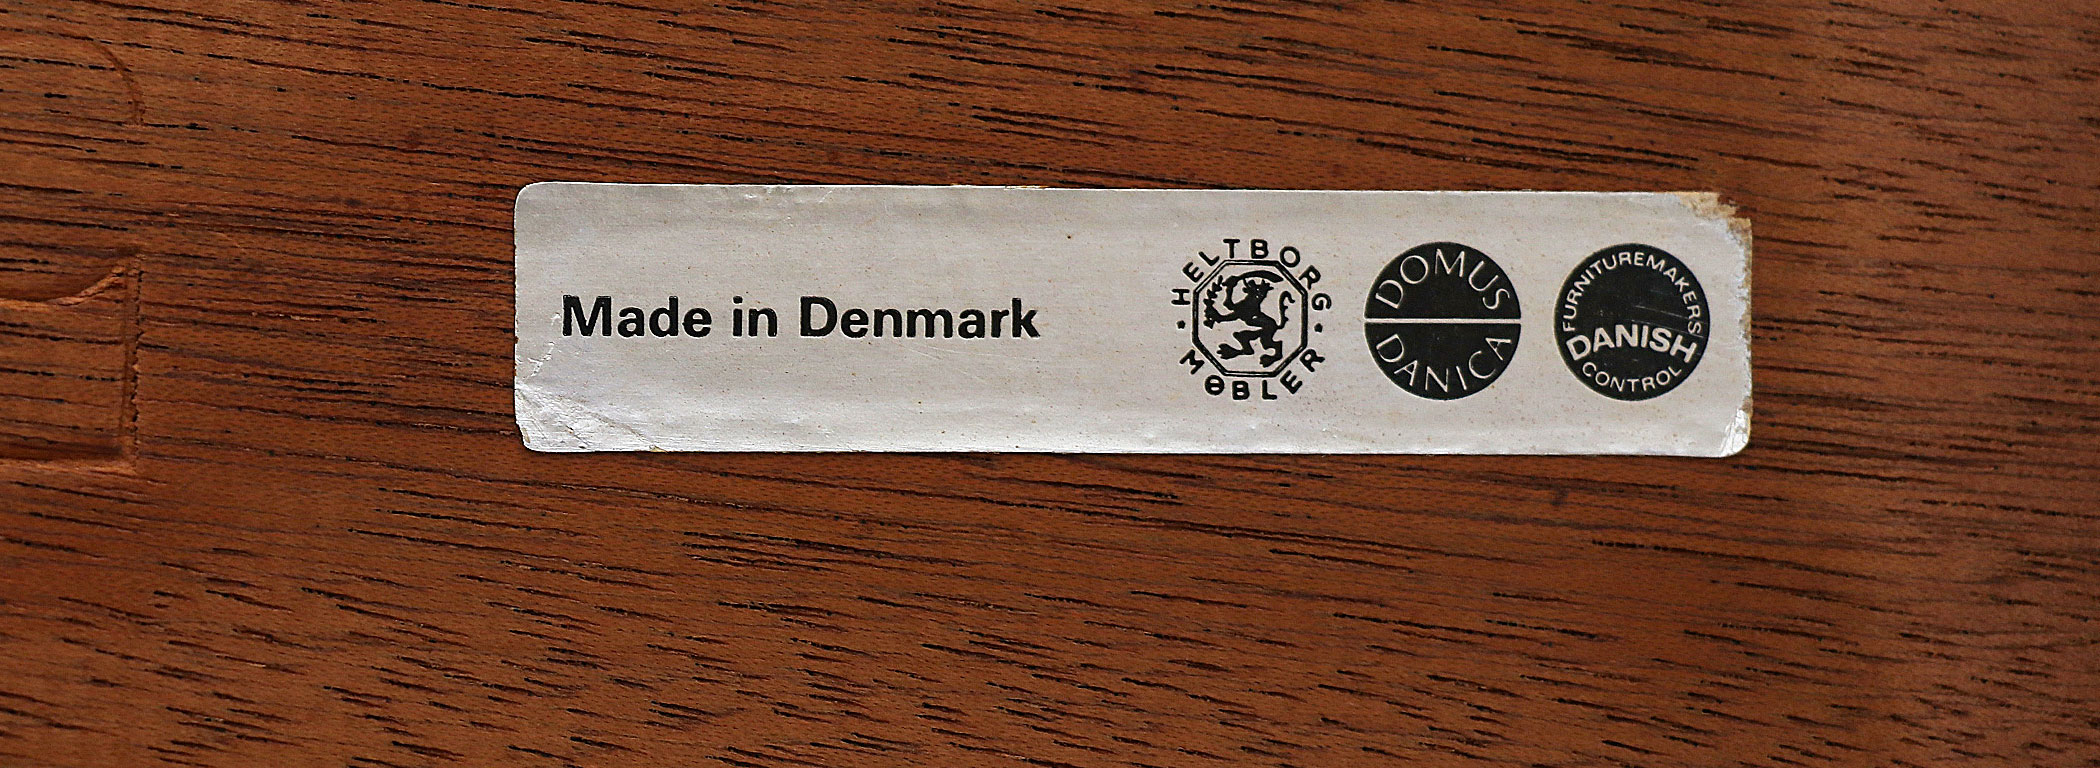 Made in Denmark
HELTBORG
MØBLER
DOMUS
DANICA
FURNITUREMAKERS
DANISH
CONTROL